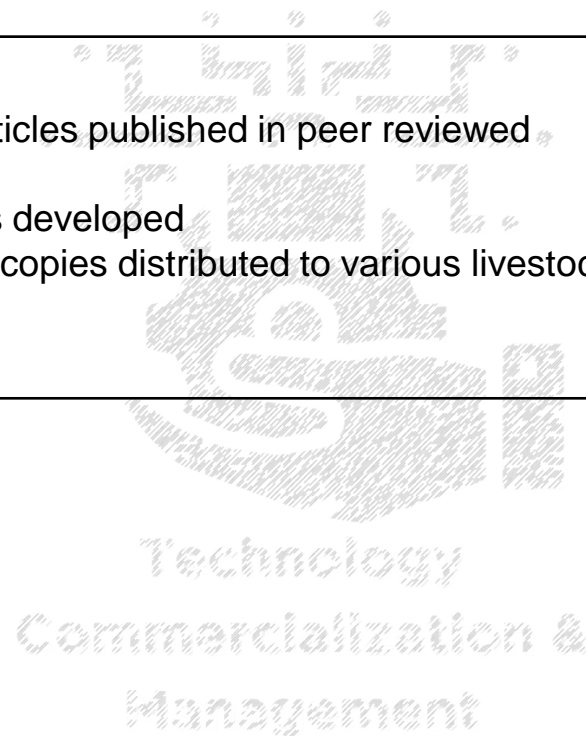 ticles published in peer reviewed
s developed
copies distributed to various livestoc
Technology
Commercialization &
Management